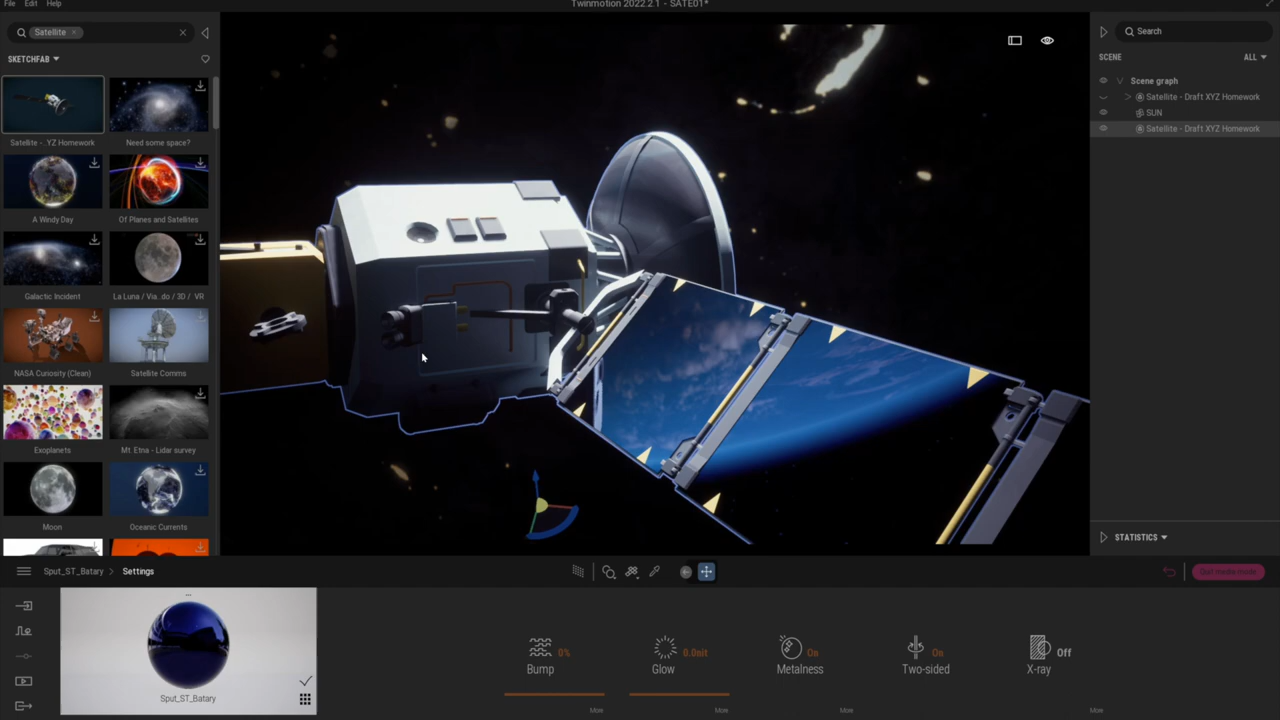 File Edit Help
Twinmotion 2022.2.1 - SATE01*
Satellite
SKETCHFAB
Satellite - ..YZ Homework
Need some space?
A Windy Day
Of Planes and Satellites
Galactic Incident
La Luna / Via..do / 3D / VR
NASA Curiosity (Clean)
Satellite Comms
Exoplanets
Mt. Etna - Lidar survey
Moon
Oceanic Currents
Search
SCENE
ALL
Scene graph
Satellite - Draft XYZ Homework
SUN
Satellite - Draft XYZ Homework
STATISTICS
Sput_ST_Batary > Settings
Quit media mode
Sput_ST_Batary
0%
Bump
More
0.0nit
Glow
More
On
Metalness
More
On
Two-sided
More
Off
X-ray
More